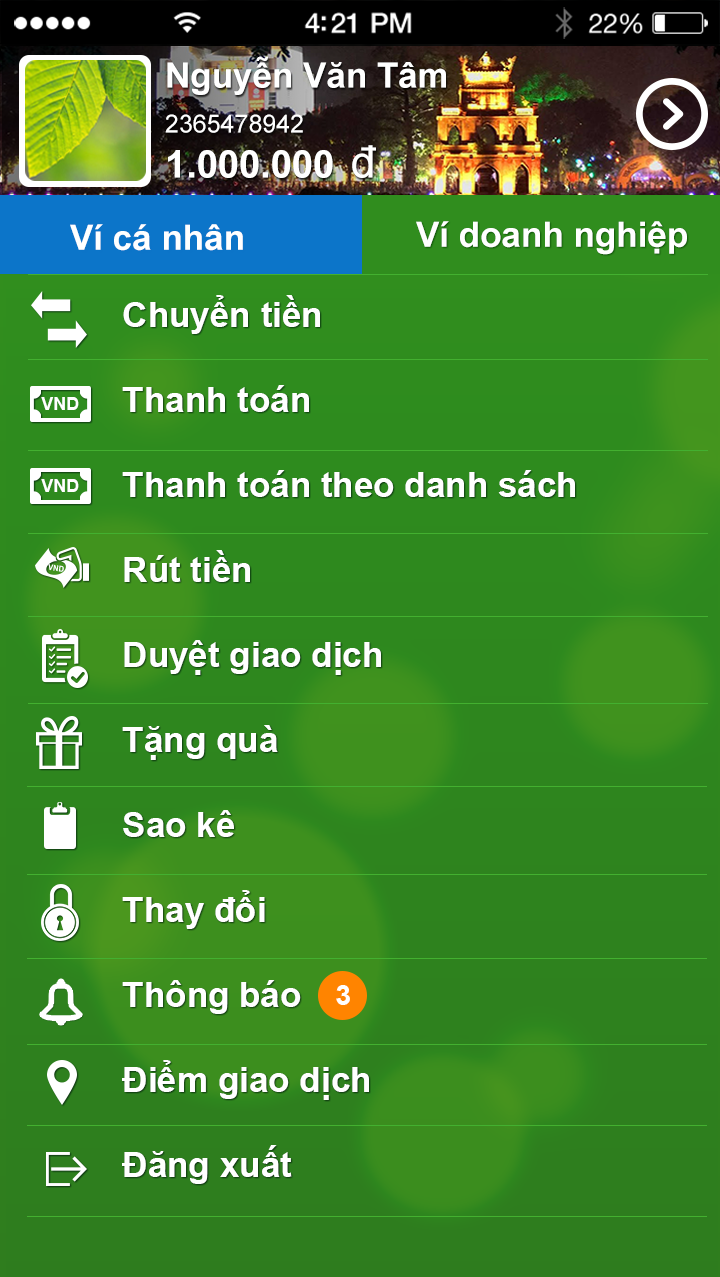 4:21 PM 22%
Nguyễn Văn Tâm
2365478942
1.000.000 đ
Ví cá nhân Ví doanh nghiệp
Chuyển tiền
VND Thanh toán
VND Thanh toán theo danh sách
VND Rút tiền
Duyệt giao dịch
Tặng quà
Sao kê
Thay đổi
Thông báo 3
Điểm giao dịch
Đăng xuất